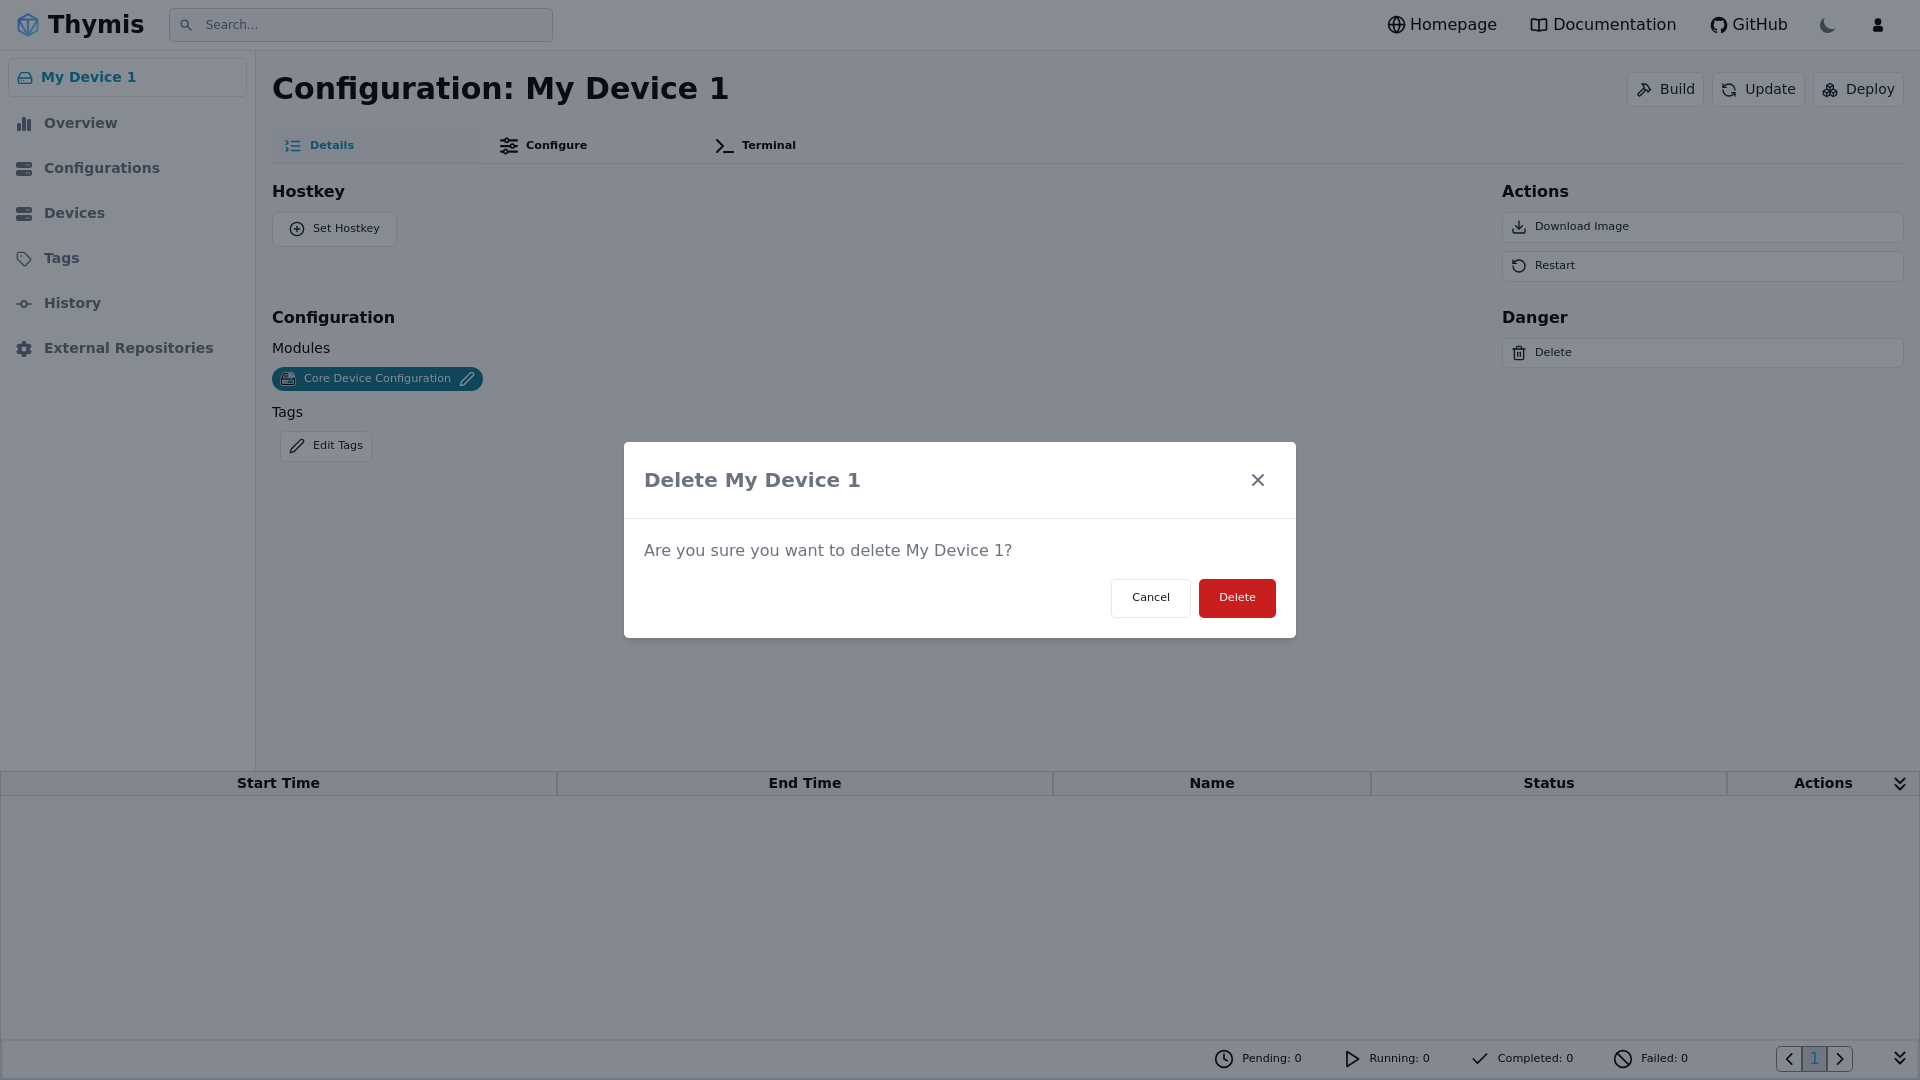 Thymis
Search...
Homepage
Documentation
GitHub
My Device 1
Overview
Configurations
Devices
Tags
History
External Repositories
Configuration: My Device 1
Build
Update
Deploy
Details
Configure
Terminal
Hostkey
Set Hostkey
Configuration
Modules
Core Device Configuration
Tags
Edit Tags
Actions
Download Image
Restart
Danger
Delete
Delete My Device 1
Are you sure you want to delete My Device 1?
Cancel
Delete
Start Time
End Time
Name
Status
Actions
Pending: 0
Running: 0
Completed: 0
Failed: 0
1